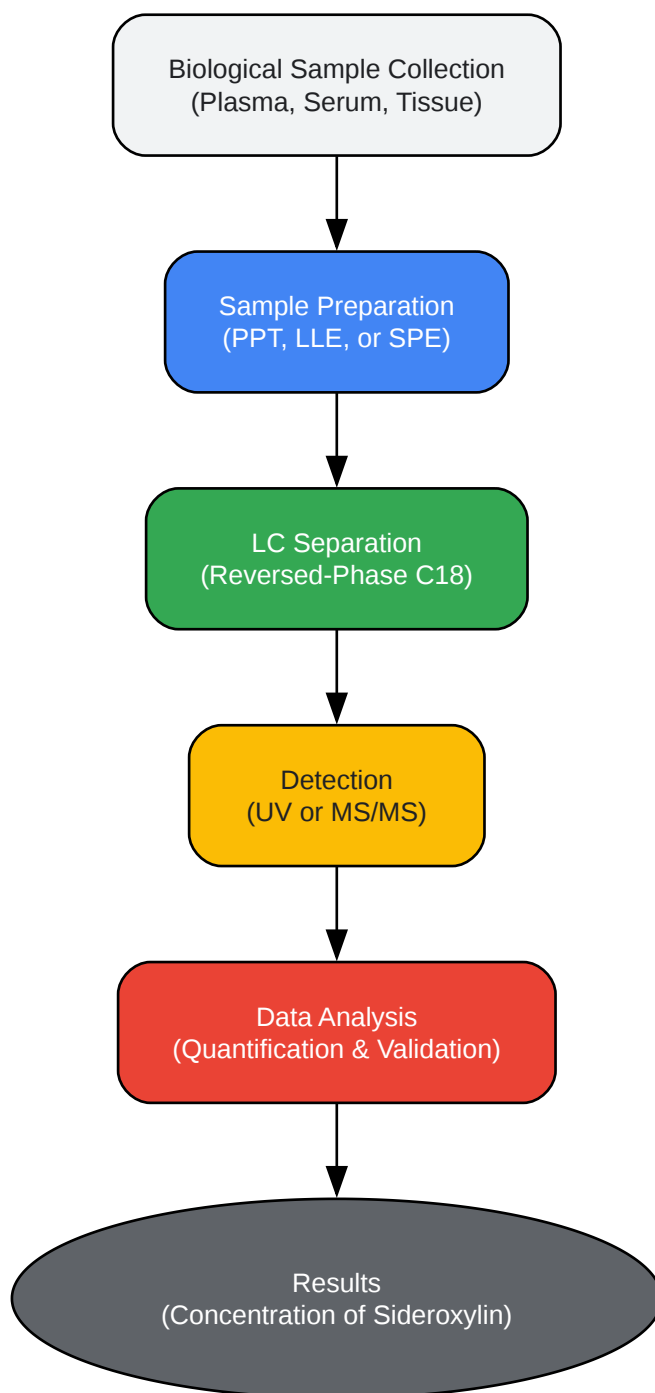 Biological Sample Collection
(Plasma, Serum, Tissue)
Sample Preparation
(PPT, LLE, or SPE)
LC Separation
(Reversed-Phase C18)
Detection
(UV or MS/MS)
Data Analysis
(Quantification & Validation)
Results
(Concentration of Sideroxylin)